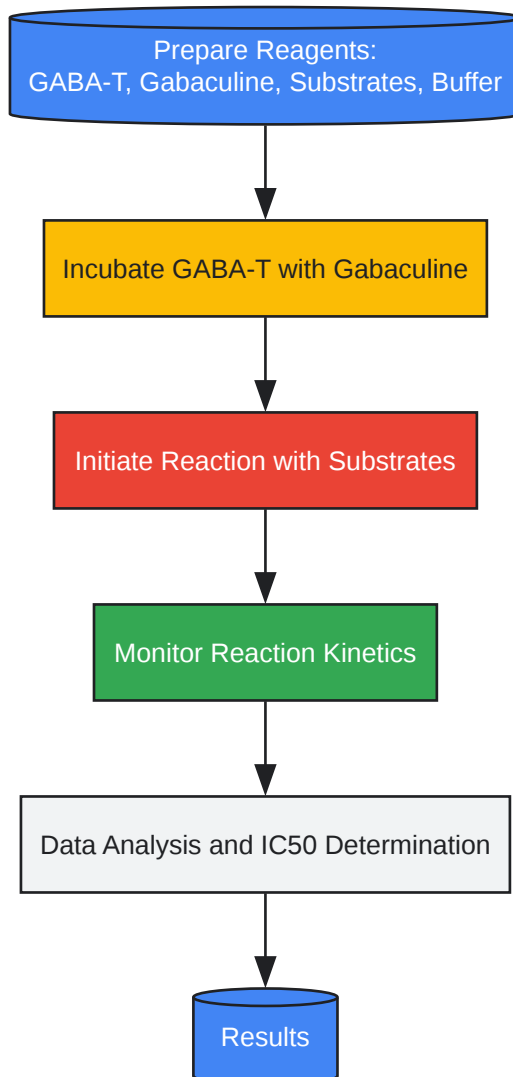 Prepare Reagents:
GABA-T, Gabaculine, Substrates, Buffer
Incubate GABA-T with Gabaculine
Initiate Reaction with Substrates
Monitor Reaction Kinetics
Data Analysis and IC50 Determination
Results